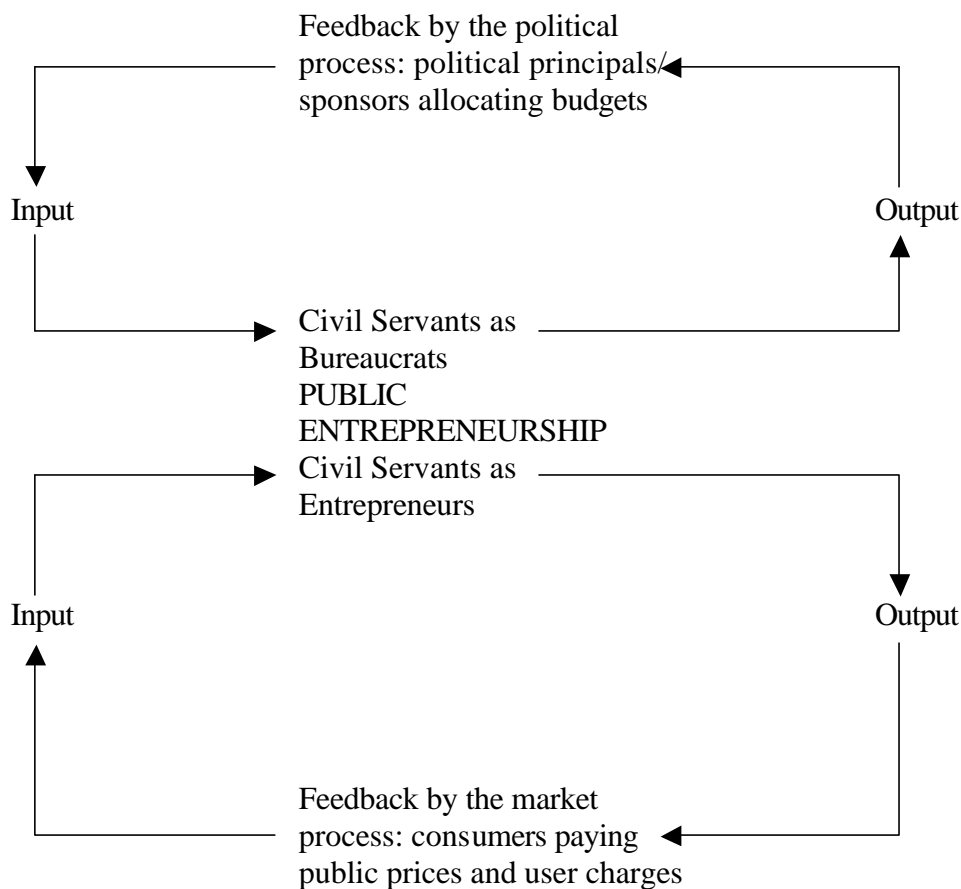 Feedback by the political
process: political principals/
sponsors allocating budgets
Input
Output
Civil Servants as
Bureaucrats
PUBLIC
ENTREPRENEURSHIP
Civil Servants as
Entrepreneurs
Input
Output
Feedback by the market
process: consumers paying
public prices and user charges